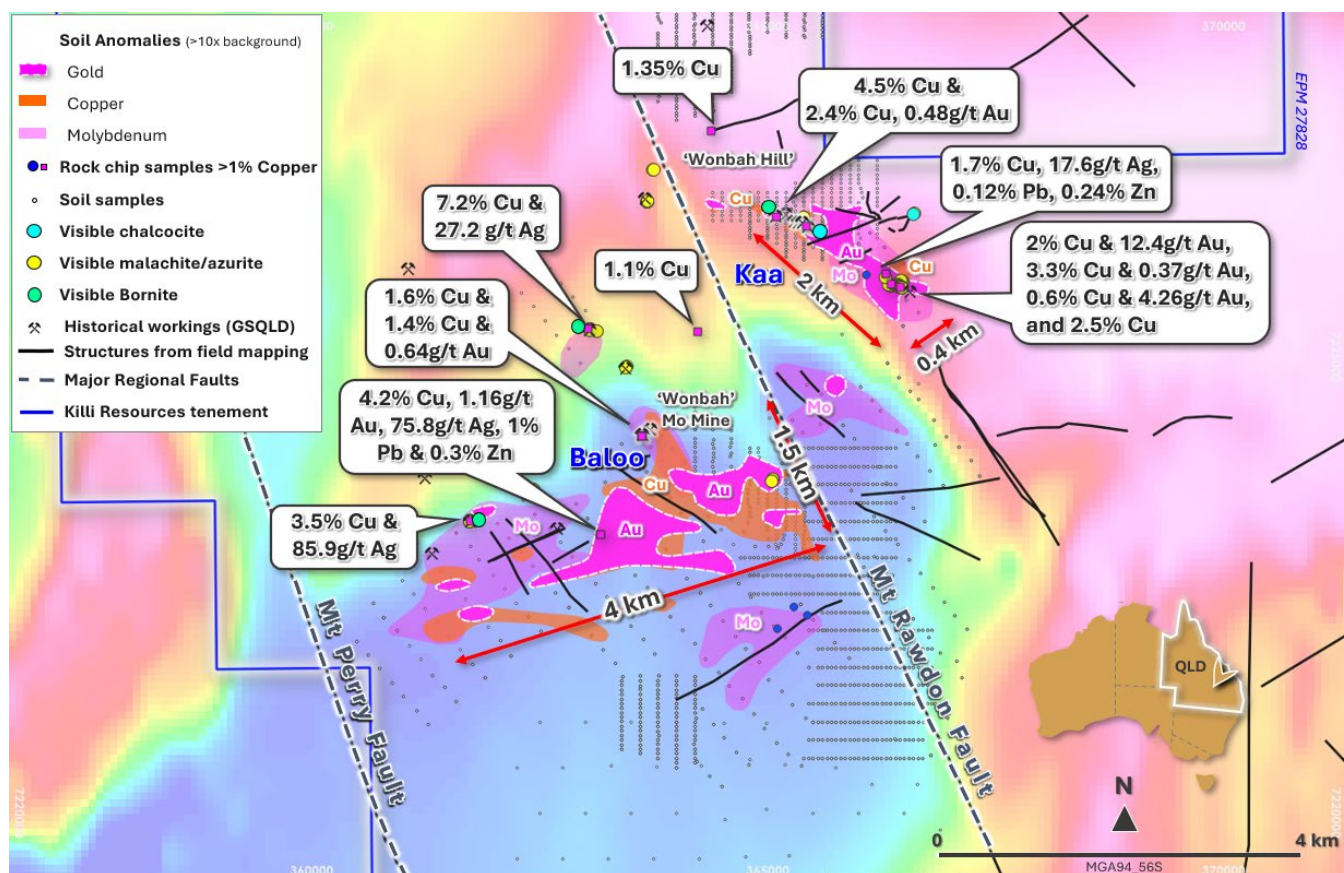 Soil Anomalies (>10x background)
Gold
Copper
Molybdenum
Rock chip samples >1% Copper
Soil samples
Visible chalcocite
Visible malachite/azurite
Visible Bornite
Historical workings (GSQLD)
Structures from field mapping
Major Regional Faults
Killi Resources tenement
370000
EPM 27828
1.35% Cu
4.5% Cu &
2.4% Cu, 0.48g/t Au
'Wonbah Hill'
1.7% Cu, 17.6g/t Ag,
0.12% Pb, 0.24% Zn
7.2% Cu &
27.2 g/t Ag
Cu
Au
Mo
Cu
2% Cu & 12.4g/t Au,
3.3% Cu & 0.37g/t Au,
0.6% Cu & 4.26g/t Au,
and 2.5% Cu
1.1% Cu
Kaa
2 km
0.4 km
1.6% Cu &
1.4% Cu &
0.64g/t Au
4.2% Cu, 1.16g/t
Au, 75.8g/t Ag, 1%
Pb & 0.3% Zn
'Wonbah'
Mo Mine
Mo
1.5 km
Baloo
Cu
Au
Au
Mo
3.5% Cu &
85.9g/t Ag
4 km
Mo
Mt Perry Fault
Mt Rawdon Fault
QLD
N
0
4 km
MGA94_56S
7220000
7220000
360000
365000
370000